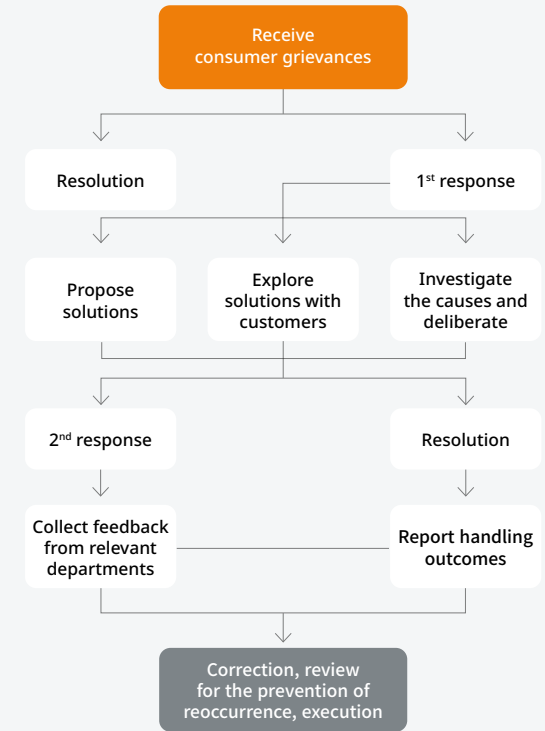 Receive
consumer grievances
Resolution
1st response
Propose
solutions
Explore
solutions with
customers
Investigate
the causes and
deliberate
2nd response
Resolution
Collect feedback
from relevant
departments
Report handling
outcomes
Correction, review
for the prevention of
reoccurrence, execution